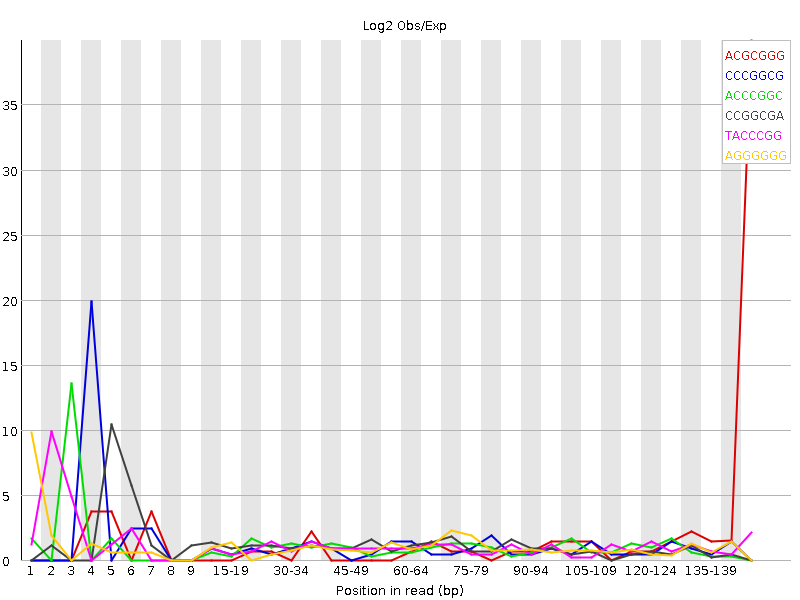 Log2 Obs/Exp
35
30
25
20
15
10
5
0
ACGCGGG
CCCGGCG
ACCCGGC
CCGGCGA
TACCCGG
AGGGGGG
1 2 3 4 5 6 7 8 9 15-19 30-34 45-49 60-64 75-79 90-94 105-109 120-124 135-139
Position in read (bp)